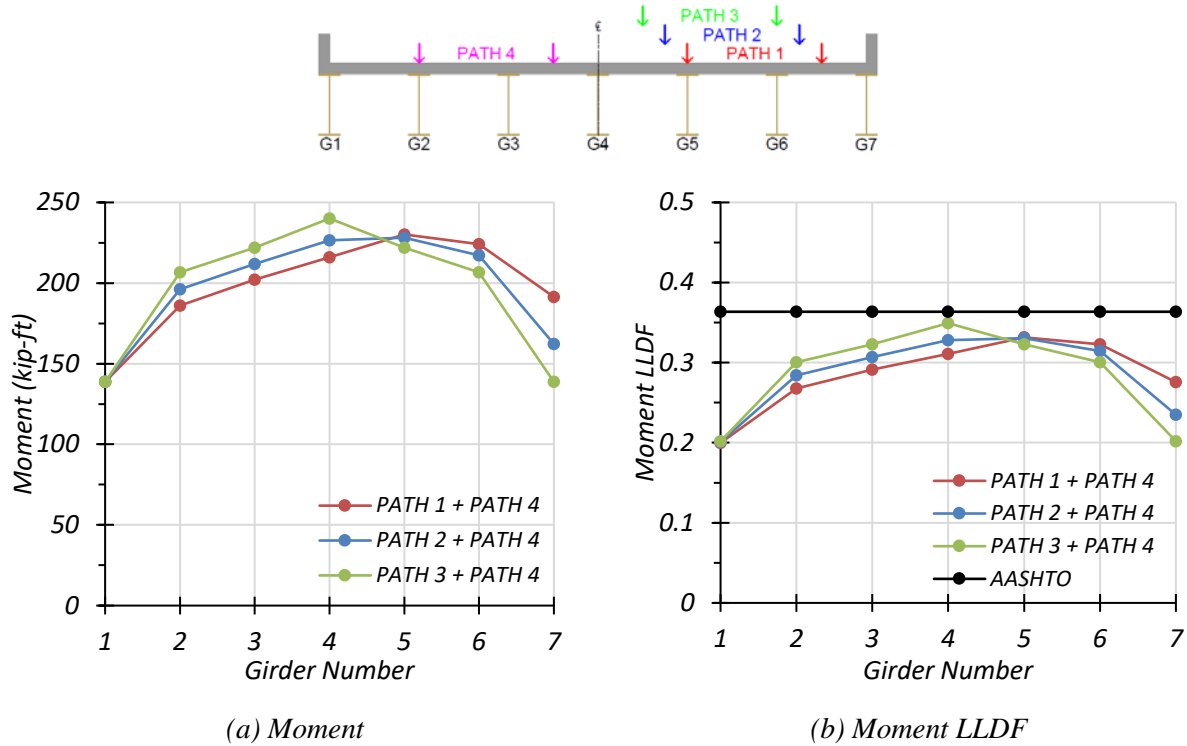 PATH 3
℄
PATH 2
PATH 4
PATH 1
G1 G2 G3 G4 G5 G6 G7
250
200
150
100
50
0
Moment (kip-ft)
PATH 1 + PATH 4
PATH 2 + PATH 4
PATH 3 + PATH 4
1 2 3 4 5 6 7
Girder Number
(a) Moment
0.5
0.4
0.3
0.2
0.1
0
Moment LLDF
PATH 1 + PATH 4
PATH 2 + PATH 4
PATH 3 + PATH 4
AASHTO
1 2 3 4 5 6 7
Girder Number
(b) Moment LLDF